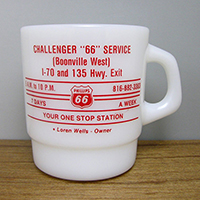 CHALLENGER "66" SERVICE
(Boonville West)
I-70 and 135 Hwy. Exit
A.M. to 10 P.M. 816-882-
PHILLIPS
66
7 DAYS A WEEK
YOUR ONE STOP STATION
• Loren Wells - Owner